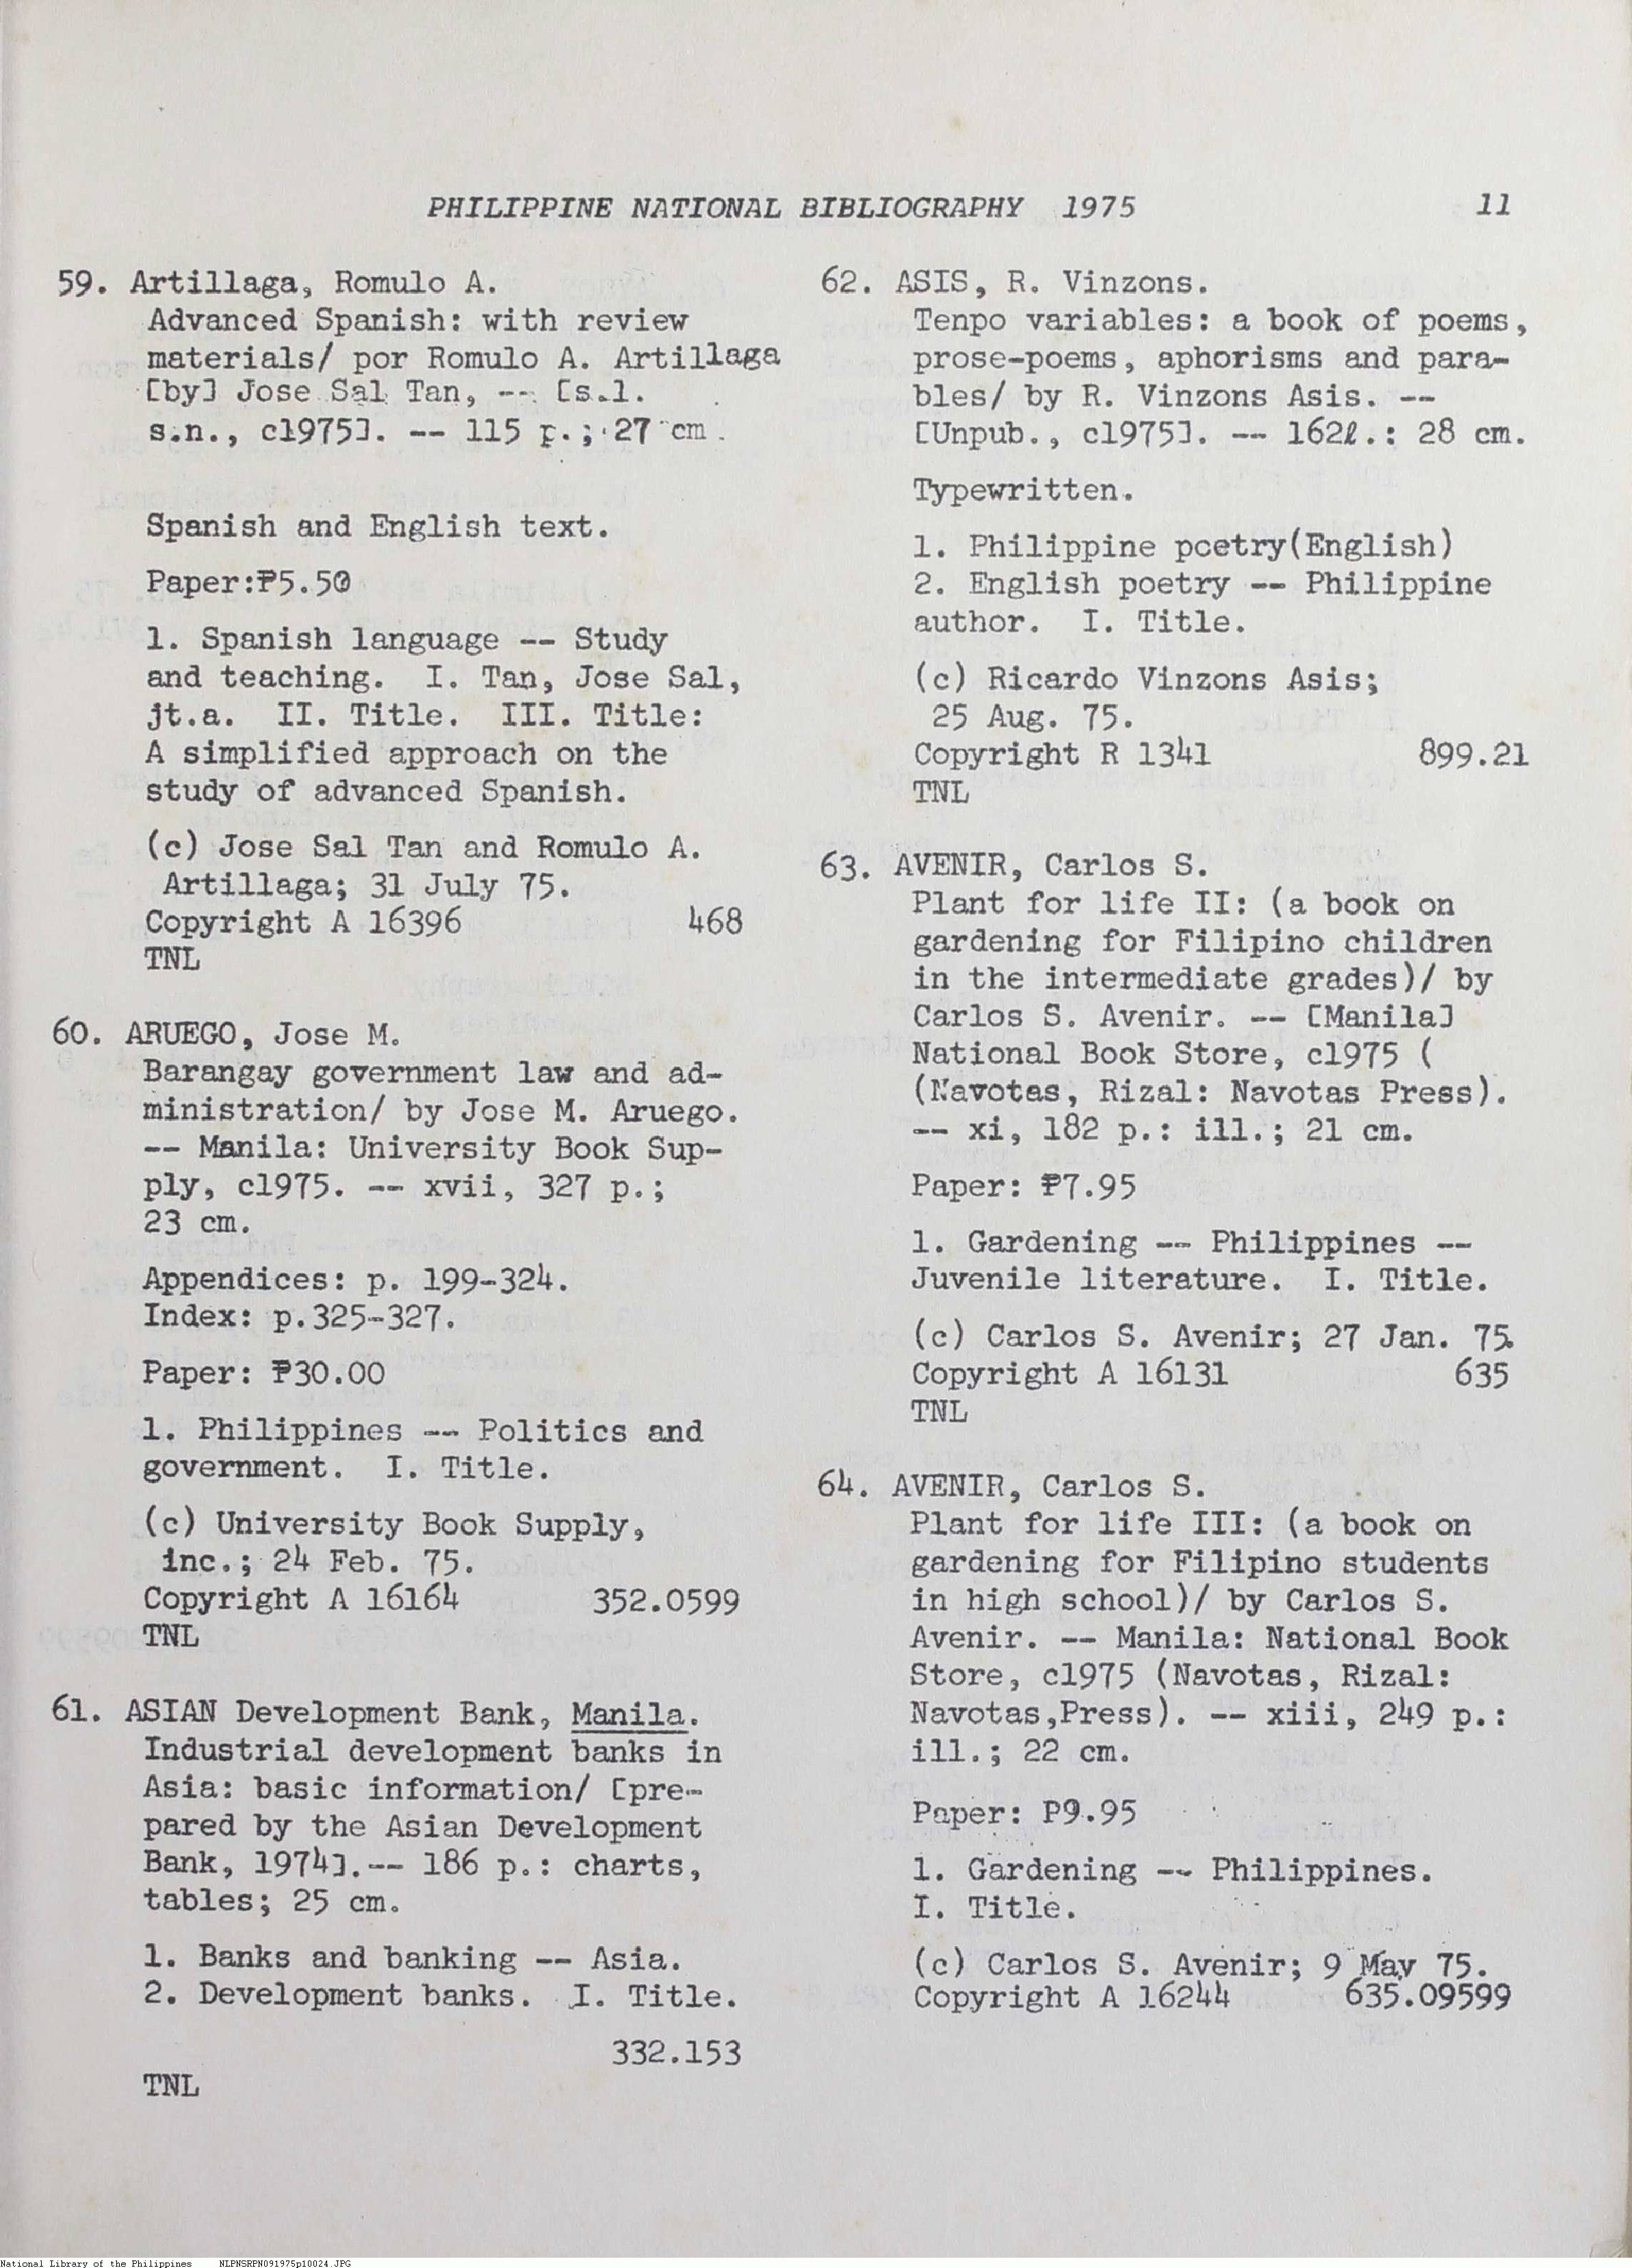 PHILIPPINE NATIONAL BIBLIOGRAPHY 1975 11
59. Artillaga, Romulo A.
Advanced Spanish: with review
materials/ por Romulo A. Artillaga
[by] Jose Sal Tan, -- [s.l.
s.n., c1975]. -- 115 p.; 27 cm.
Spanish and English text.
Paper:₱5.50
1. Spanish language -- Study
and teaching. I. Tan, Jose Sal,
jt.a. II. Title. III. Title:
A simplified approach on the
study of advanced Spanish.
(c) Jose Sal Tan and Romulo A.
Artillaga; 31 July 75.
Copyright A 16396 468
TNL
60. ARUEGO, Jose M.
Barangay government law and ad-
ministration/ by Jose M. Aruego.
-- Manila: University Book Sup-
ply, c1975. -- xvii, 327 p.;
23 cm.
Appendices: p. 199-324.
Index: p.325-327.
Paper: ₱30.00
1. Philippines -- Politics and
government. I. Title.
(c) University Book Supply,
inc.; 24 Feb. 75.
Copyright A 16164 352.0599
TNL
61. ASIAN Development Bank, Manila.
Industrial development banks in
Asia: basic information/ [pre-
pared by the Asian Development
Bank, 1974].-- 186 p.: charts,
tables; 25 cm.
1. Banks and banking -- Asia.
2. Development banks. I. Title.
332.153
TNL
62. ASIS, R. Vinzons.
Tenpo variables: a book of poems,
prose-poems, aphorisms and para-
bles/ by R. Vinzons Asis. --
[Unpub., c1975]. -- 162ℓ.: 28 cm.
Typewritten.
1. Philippine pcetry(English)
2. English poetry -- Philippine
author. I. Title.
(c) Ricardo Vinzons Asis;
25 Aug. 75.
Copyright R 1341 899.21
TNL
63. AVENIR, Carlos S.
Plant for life II: (a book on
gardening for Filipino children
in the intermediate grades)/ by
Carlos S. Avenir. -- [Manila]
National Book Store, c1975 (
(Navotas, Rizal: Navotas Press).
-- xi, 182 p.: ill.; 21 cm.
Paper: ₱7.95
1. Gardening -- Philippines --
Juvenile literature. I. Title.
(c) Carlos S. Avenir; 27 Jan. 75.
Copyright A 16131 635
TNL
64. AVENIR, Carlos S.
Plant for life III: (a book on
gardening for Filipino students
in high school)/ by Carlos S.
Avenir. -- Manila: National Book
Store, c1975 (Navotas, Rizal:
Navotas,Press). -- xiii, 249 p.:
ill.; 22 cm.
Paper: P9.95
1. Gardening -- Philippines.
I. Title.
(c) Carlos S. Avenir; 9 May 75.
Copyright A 16244 635.09599
National Library of the Philippines NLPNSRPN091975p10024.JPG